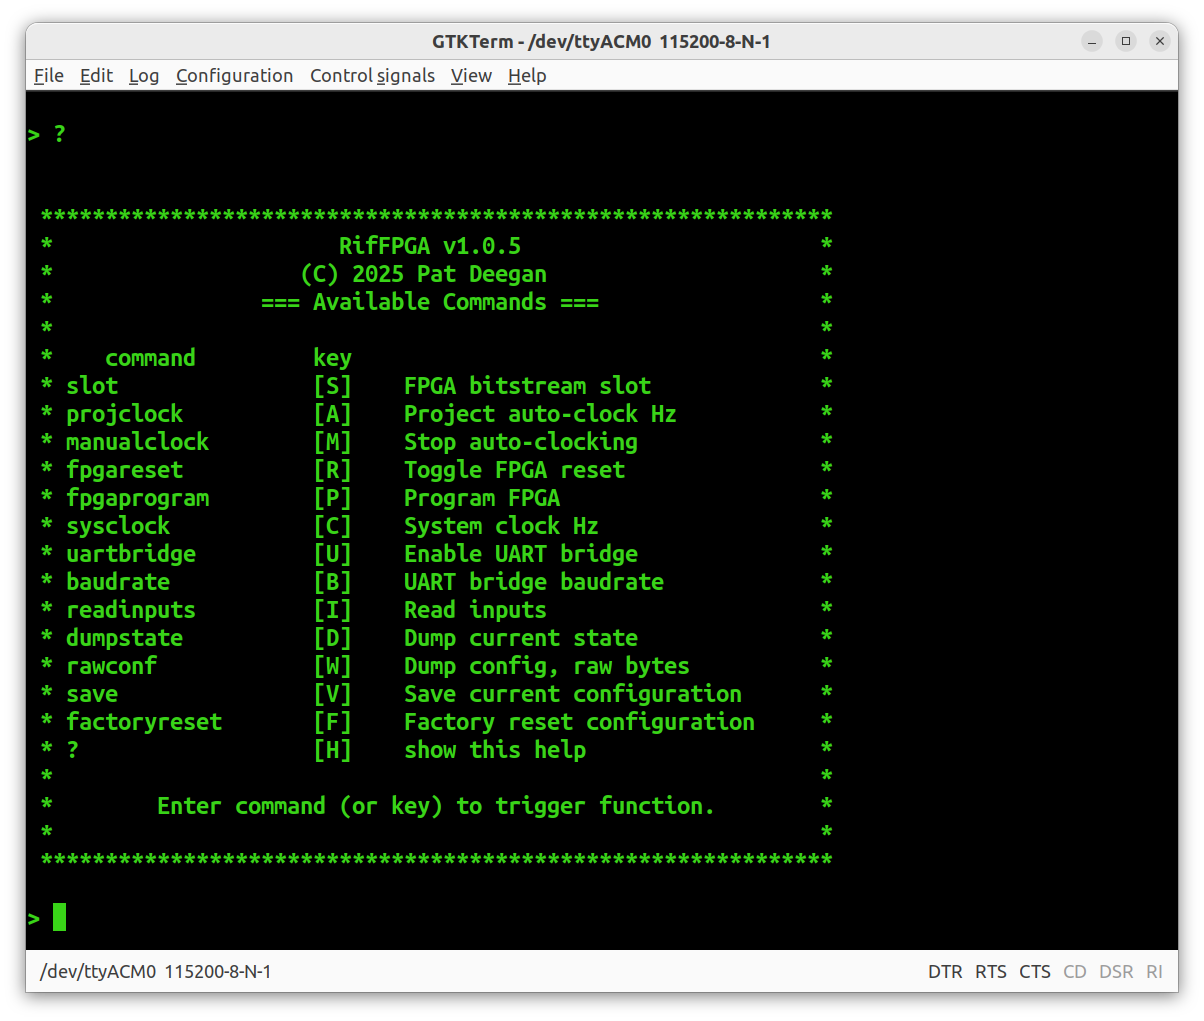 GTKTerm - /dev/ttyACM0 115200-8-N-1
File Edit Log Configuration Control signals View Help
> ?
*************************************************************
* RifFPGA v1.0.5 *
* (C) 2025 Pat Deegan *
* === Available Commands === *
* *
* command key *
* slot [S] FPGA bitstream slot *
* projclock [A] Project auto-clock Hz *
* manualclock [M] Stop auto-clocking *
* fpgareset [R] Toggle FPGA reset *
* fpgaprogram [P] Program FPGA *
* sysclock [C] System clock Hz *
* uartbridge [U] Enable UART bridge *
* baudrate [B] UART bridge baudrate *
* readinputs [I] Read inputs *
* dumpstate [D] Dump current state *
* rawconf [W] Dump config, raw bytes *
* save [V] Save current configuration *
* factoryreset [F] Factory reset configuration *
* ? [H] show this help *
* *
* Enter command (or key) to trigger function. *
* *
*************************************************************
>
/dev/ttyACM0 115200-8-N-1 DTR RTS CTS CD DSR RI